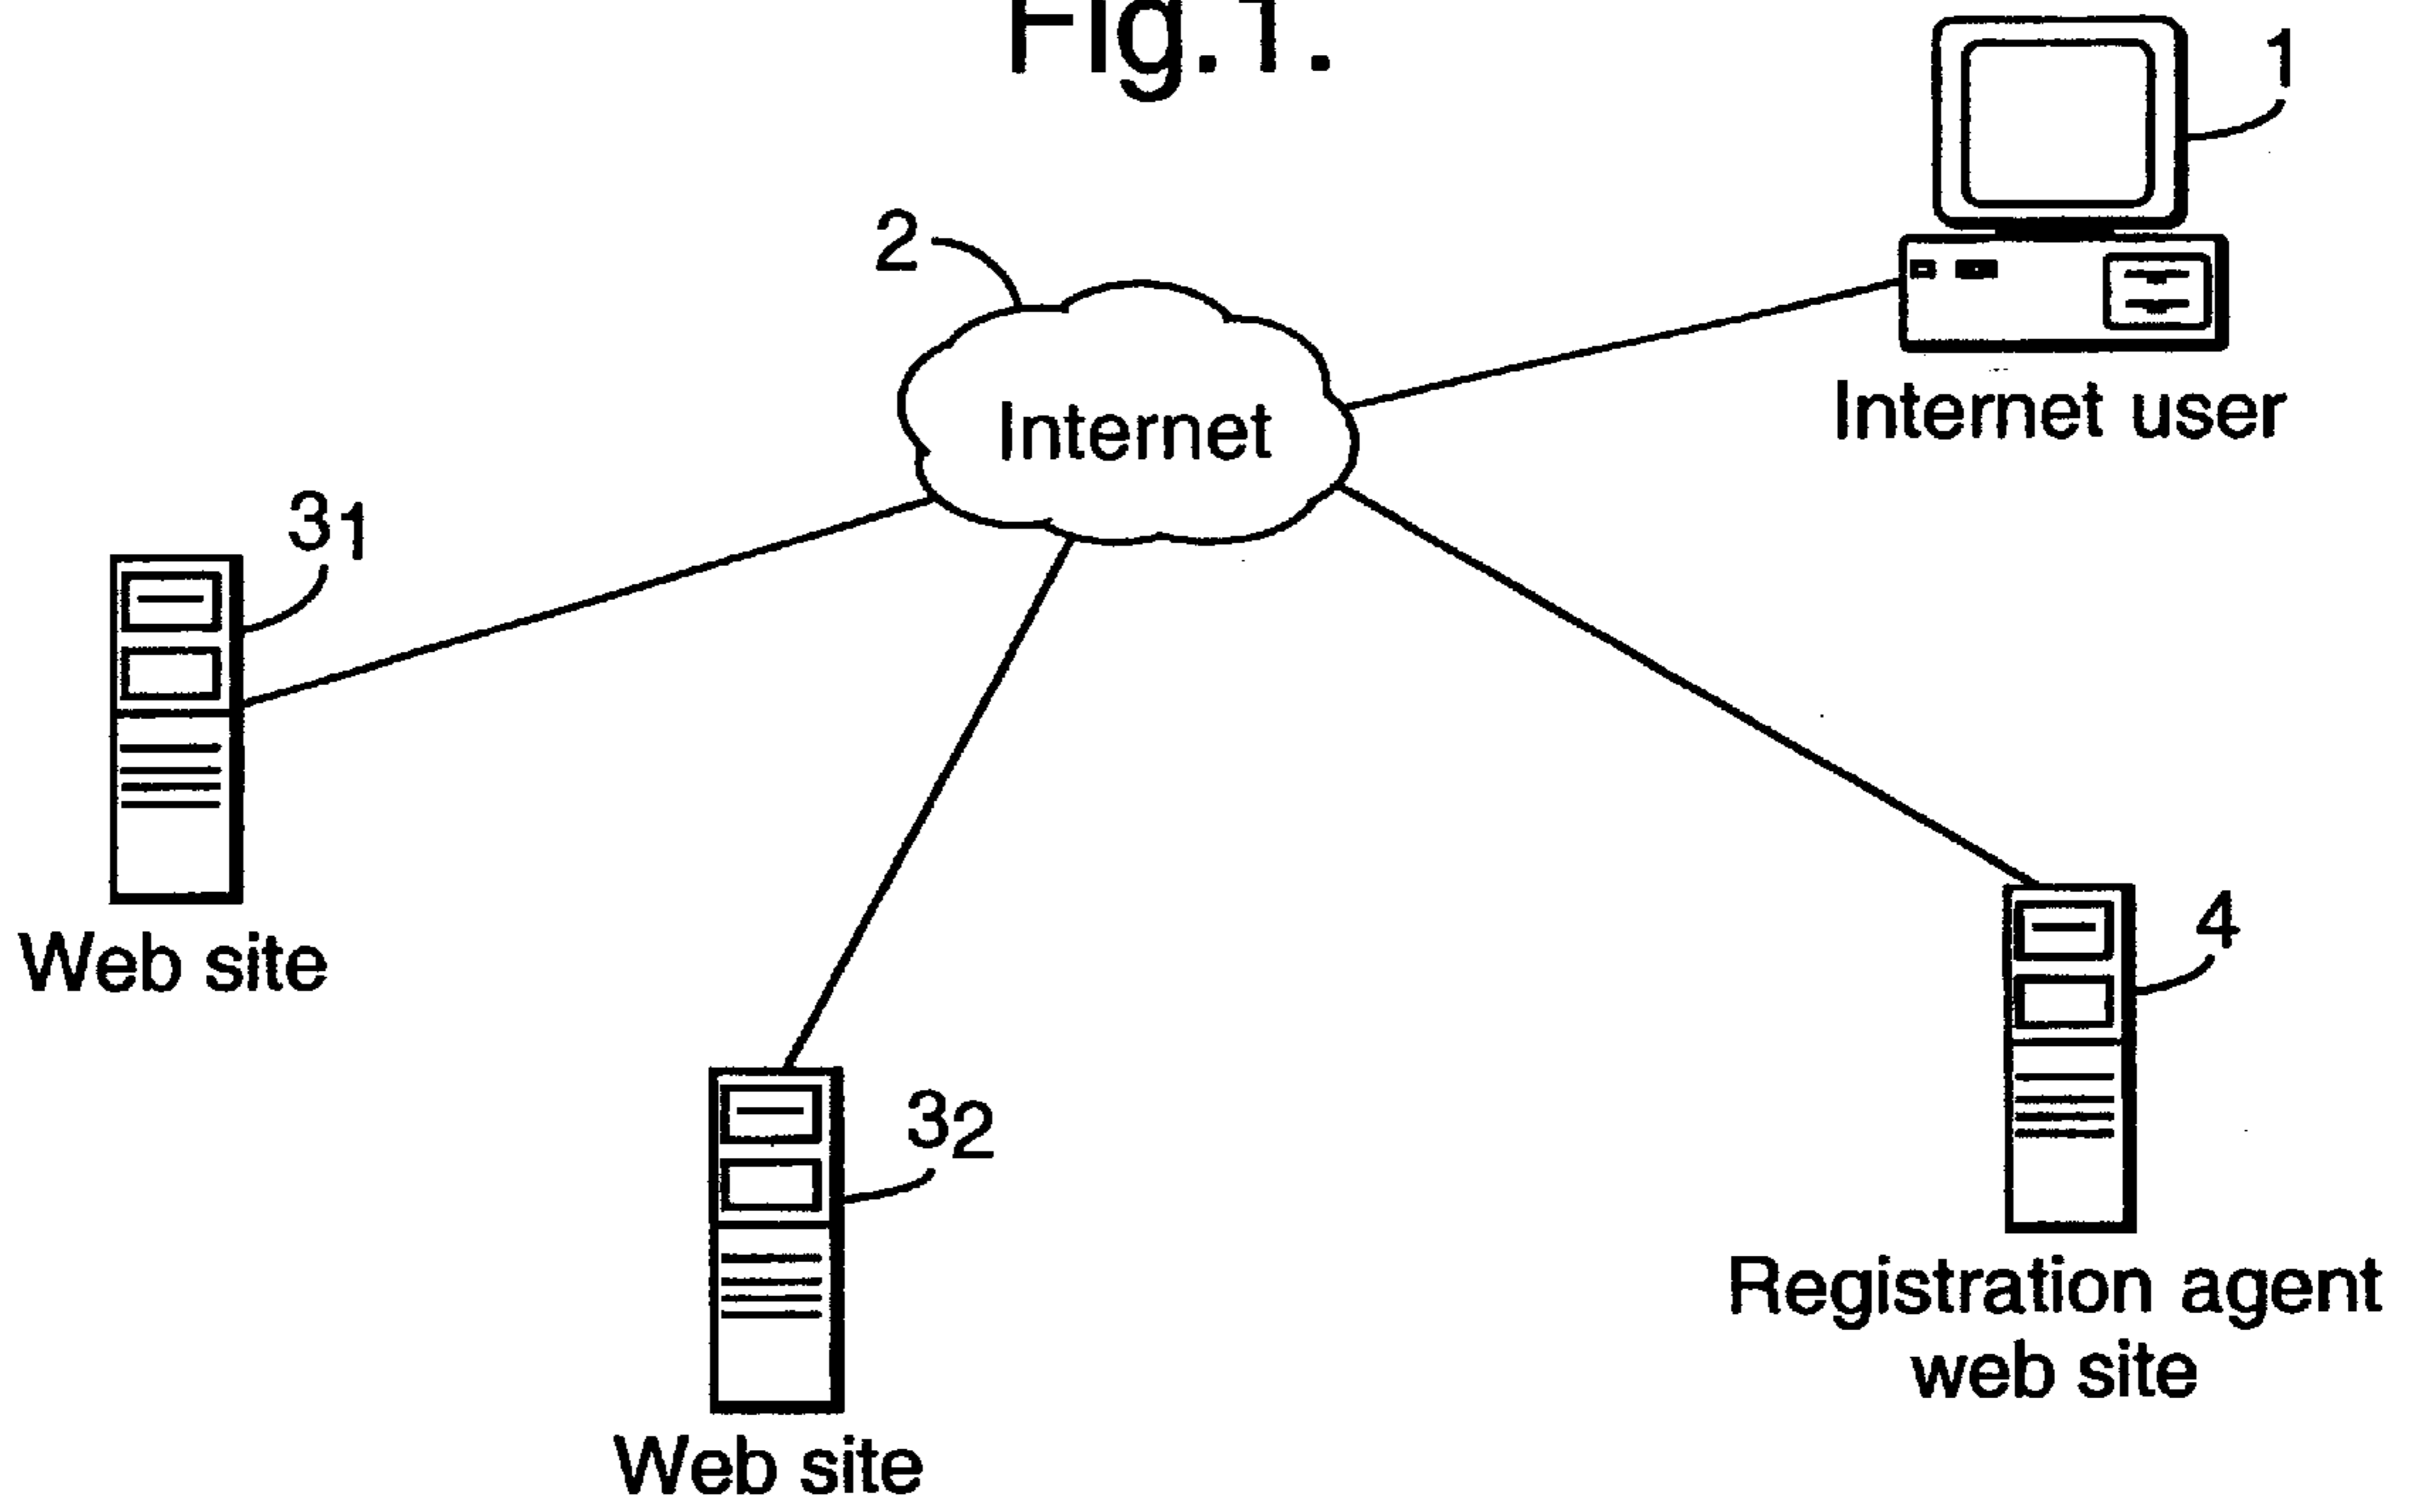 Fig.1.
1
2
Internet
Internet user
31
Web site
4
32
Registration agent
web site
Web site